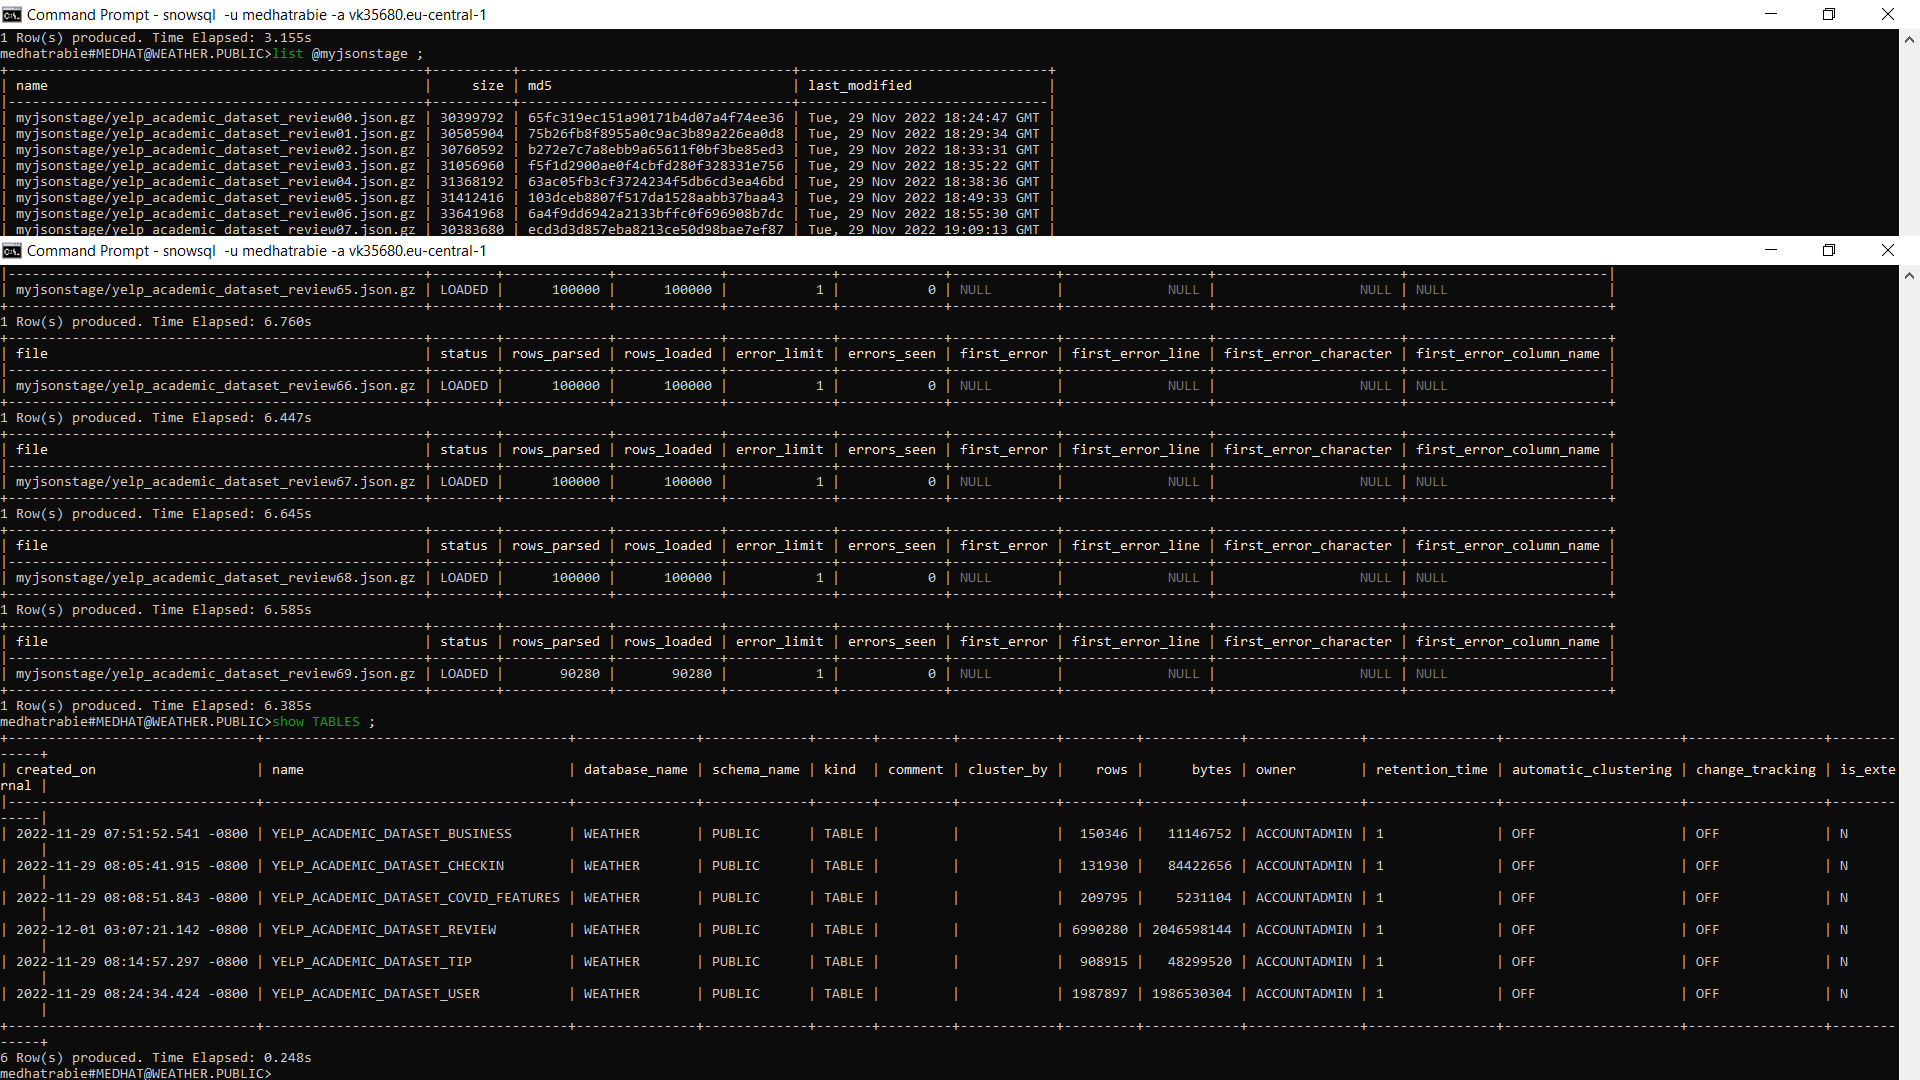 Command Prompt - snowsql  -u medhatrabie -a vk35680.eu-central-1
1 Row(s) produced. Time Elapsed: 3.155s
medhatrabie#MEDHAT@WEATHER.PUBLIC>list @myjsonstage ;
| name | size | md5 | last_modified |
| myjsonstage/yelp_academic_dataset_review00.json.gz | 30399792 | 65fc319ec151a90171b4d07a4f74ee36 | Tue, 29 Nov 2022 18:24:47 GMT |
| myjsonstage/yelp_academic_dataset_review01.json.gz | 30505904 | 75b26fb8f8955a0c9ac3b89a226ea0d8 | Tue, 29 Nov 2022 18:29:34 GMT |
| myjsonstage/yelp_academic_dataset_review02.json.gz | 30760592 | b272e7c7a8ebb9a65611f0bf3be85ed3 | Tue, 29 Nov 2022 18:33:31 GMT |
| myjsonstage/yelp_academic_dataset_review03.json.gz | 31056960 | f5f1d2900ae0f4cbfd280f328331e756 | Tue, 29 Nov 2022 18:35:22 GMT |
| myjsonstage/yelp_academic_dataset_review04.json.gz | 31368192 | 63ac05fb3cf3724234f5db6cd3ea46bd | Tue, 29 Nov 2022 18:38:36 GMT |
| myjsonstage/yelp_academic_dataset_review05.json.gz | 31412416 | 103dceb8807f517da1528aabb37baa43 | Tue, 29 Nov 2022 18:49:33 GMT |
| myjsonstage/yelp_academic_dataset_review06.json.gz | 33641968 | 6a4f9dd6942a2133bffc0f696908b7dc | Tue, 29 Nov 2022 18:55:30 GMT |
| myjsonstage/yelp_academic_dataset_review07.json.gz | 30383680 | ecd3d3d857eba8213ce50d98bae7ef87 | Tue, 29 Nov 2022 19:09:13 GMT |
Command Prompt - snowsql  -u medhatrabie -a vk35680.eu-central-1
| myjsonstage/yelp_academic_dataset_review65.json.gz | LOADED | 100000 | 100000 | 1 | 0 | NULL | NULL | NULL | NULL |
1 Row(s) produced. Time Elapsed: 6.760s
| file | status | rows_parsed | rows_loaded | error_limit | errors_seen | first_error | first_error_line | first_error_character | first_error_column_name |
| myjsonstage/yelp_academic_dataset_review66.json.gz | LOADED | 100000 | 100000 | 1 | 0 | NULL | NULL | NULL | NULL |
1 Row(s) produced. Time Elapsed: 6.447s
| file | status | rows_parsed | rows_loaded | error_limit | errors_seen | first_error | first_error_line | first_error_character | first_error_column_name |
| myjsonstage/yelp_academic_dataset_review67.json.gz | LOADED | 100000 | 100000 | 1 | 0 | NULL | NULL | NULL | NULL |
1 Row(s) produced. Time Elapsed: 6.645s
| file | status | rows_parsed | rows_loaded | error_limit | errors_seen | first_error | first_error_line | first_error_character | first_error_column_name |
| myjsonstage/yelp_academic_dataset_review68.json.gz | LOADED | 100000 | 100000 | 1 | 0 | NULL | NULL | NULL | NULL |
1 Row(s) produced. Time Elapsed: 6.585s
| file | status | rows_parsed | rows_loaded | error_limit | errors_seen | first_error | first_error_line | first_error_character | first_error_column_name |
| myjsonstage/yelp_academic_dataset_review69.json.gz | LOADED | 90280 | 90280 | 1 | 0 | NULL | NULL | NULL | NULL |
1 Row(s) produced. Time Elapsed: 6.385s
medhatrabie#MEDHAT@WEATHER.PUBLIC>show TABLES ;
| created_on | name | database_name | schema_name | kind | comment | cluster_by | rows | bytes | owner | retention_time | automatic_clustering | change_tracking | is_exte
rnal |
| 2022-11-29 07:51:52.541 -0800 | YELP_ACADEMIC_DATASET_BUSINESS | WEATHER | PUBLIC | TABLE | | | 150346 | 11146752 | ACCOUNTADMIN | 1 | OFF | OFF | N
| 2022-11-29 08:05:41.915 -0800 | YELP_ACADEMIC_DATASET_CHECKIN | WEATHER | PUBLIC | TABLE | | | 131930 | 84422656 | ACCOUNTADMIN | 1 | OFF | OFF | N
| 2022-11-29 08:08:51.843 -0800 | YELP_ACADEMIC_DATASET_COVID_FEATURES | WEATHER | PUBLIC | TABLE | | | 209795 | 5231104 | ACCOUNTADMIN | 1 | OFF | OFF | N
| 2022-12-01 03:07:21.142 -0800 | YELP_ACADEMIC_DATASET_REVIEW | WEATHER | PUBLIC | TABLE | | | 6990280 | 2046598144 | ACCOUNTADMIN | 1 | OFF | OFF | N
| 2022-11-29 08:14:57.297 -0800 | YELP_ACADEMIC_DATASET_TIP | WEATHER | PUBLIC | TABLE | | | 908915 | 48299520 | ACCOUNTADMIN | 1 | OFF | OFF | N
| 2022-11-29 08:24:34.424 -0800 | YELP_ACADEMIC_DATASET_USER | WEATHER | PUBLIC | TABLE | | | 1987897 | 1986530304 | ACCOUNTADMIN | 1 | OFF | OFF | N
6 Row(s) produced. Time Elapsed: 0.248s
medhatrabie#MEDHAT@WEATHER.PUBLIC>